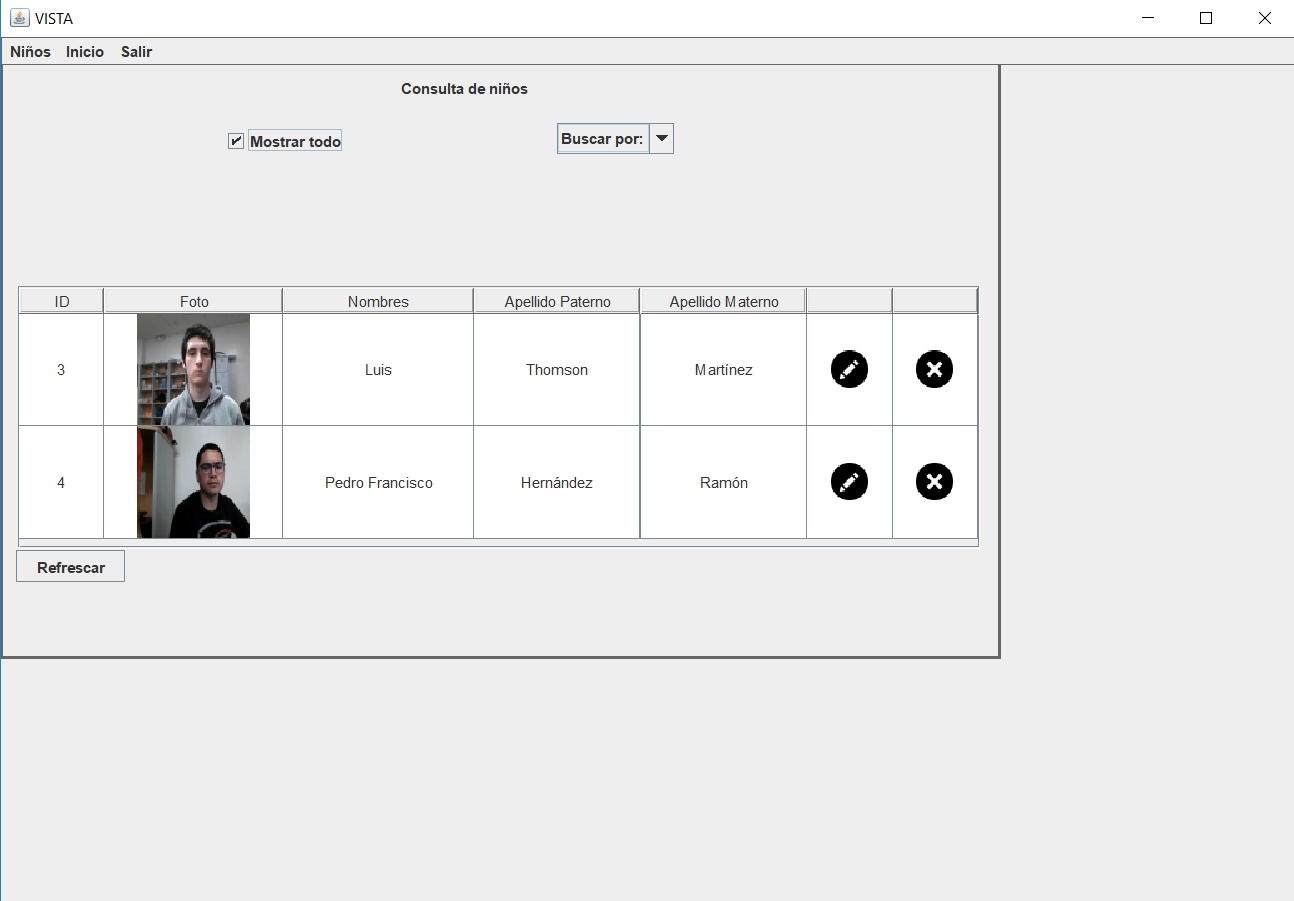 VISTA
Niños Inicio Salir
Consulta de niños
Mostrar todo Buscar por:
ID Foto Nombres Apellido Paterno Apellido Materno
3 Luis Thomson Martínez
4 Pedro Francisco Hernández Ramón
Refrescar